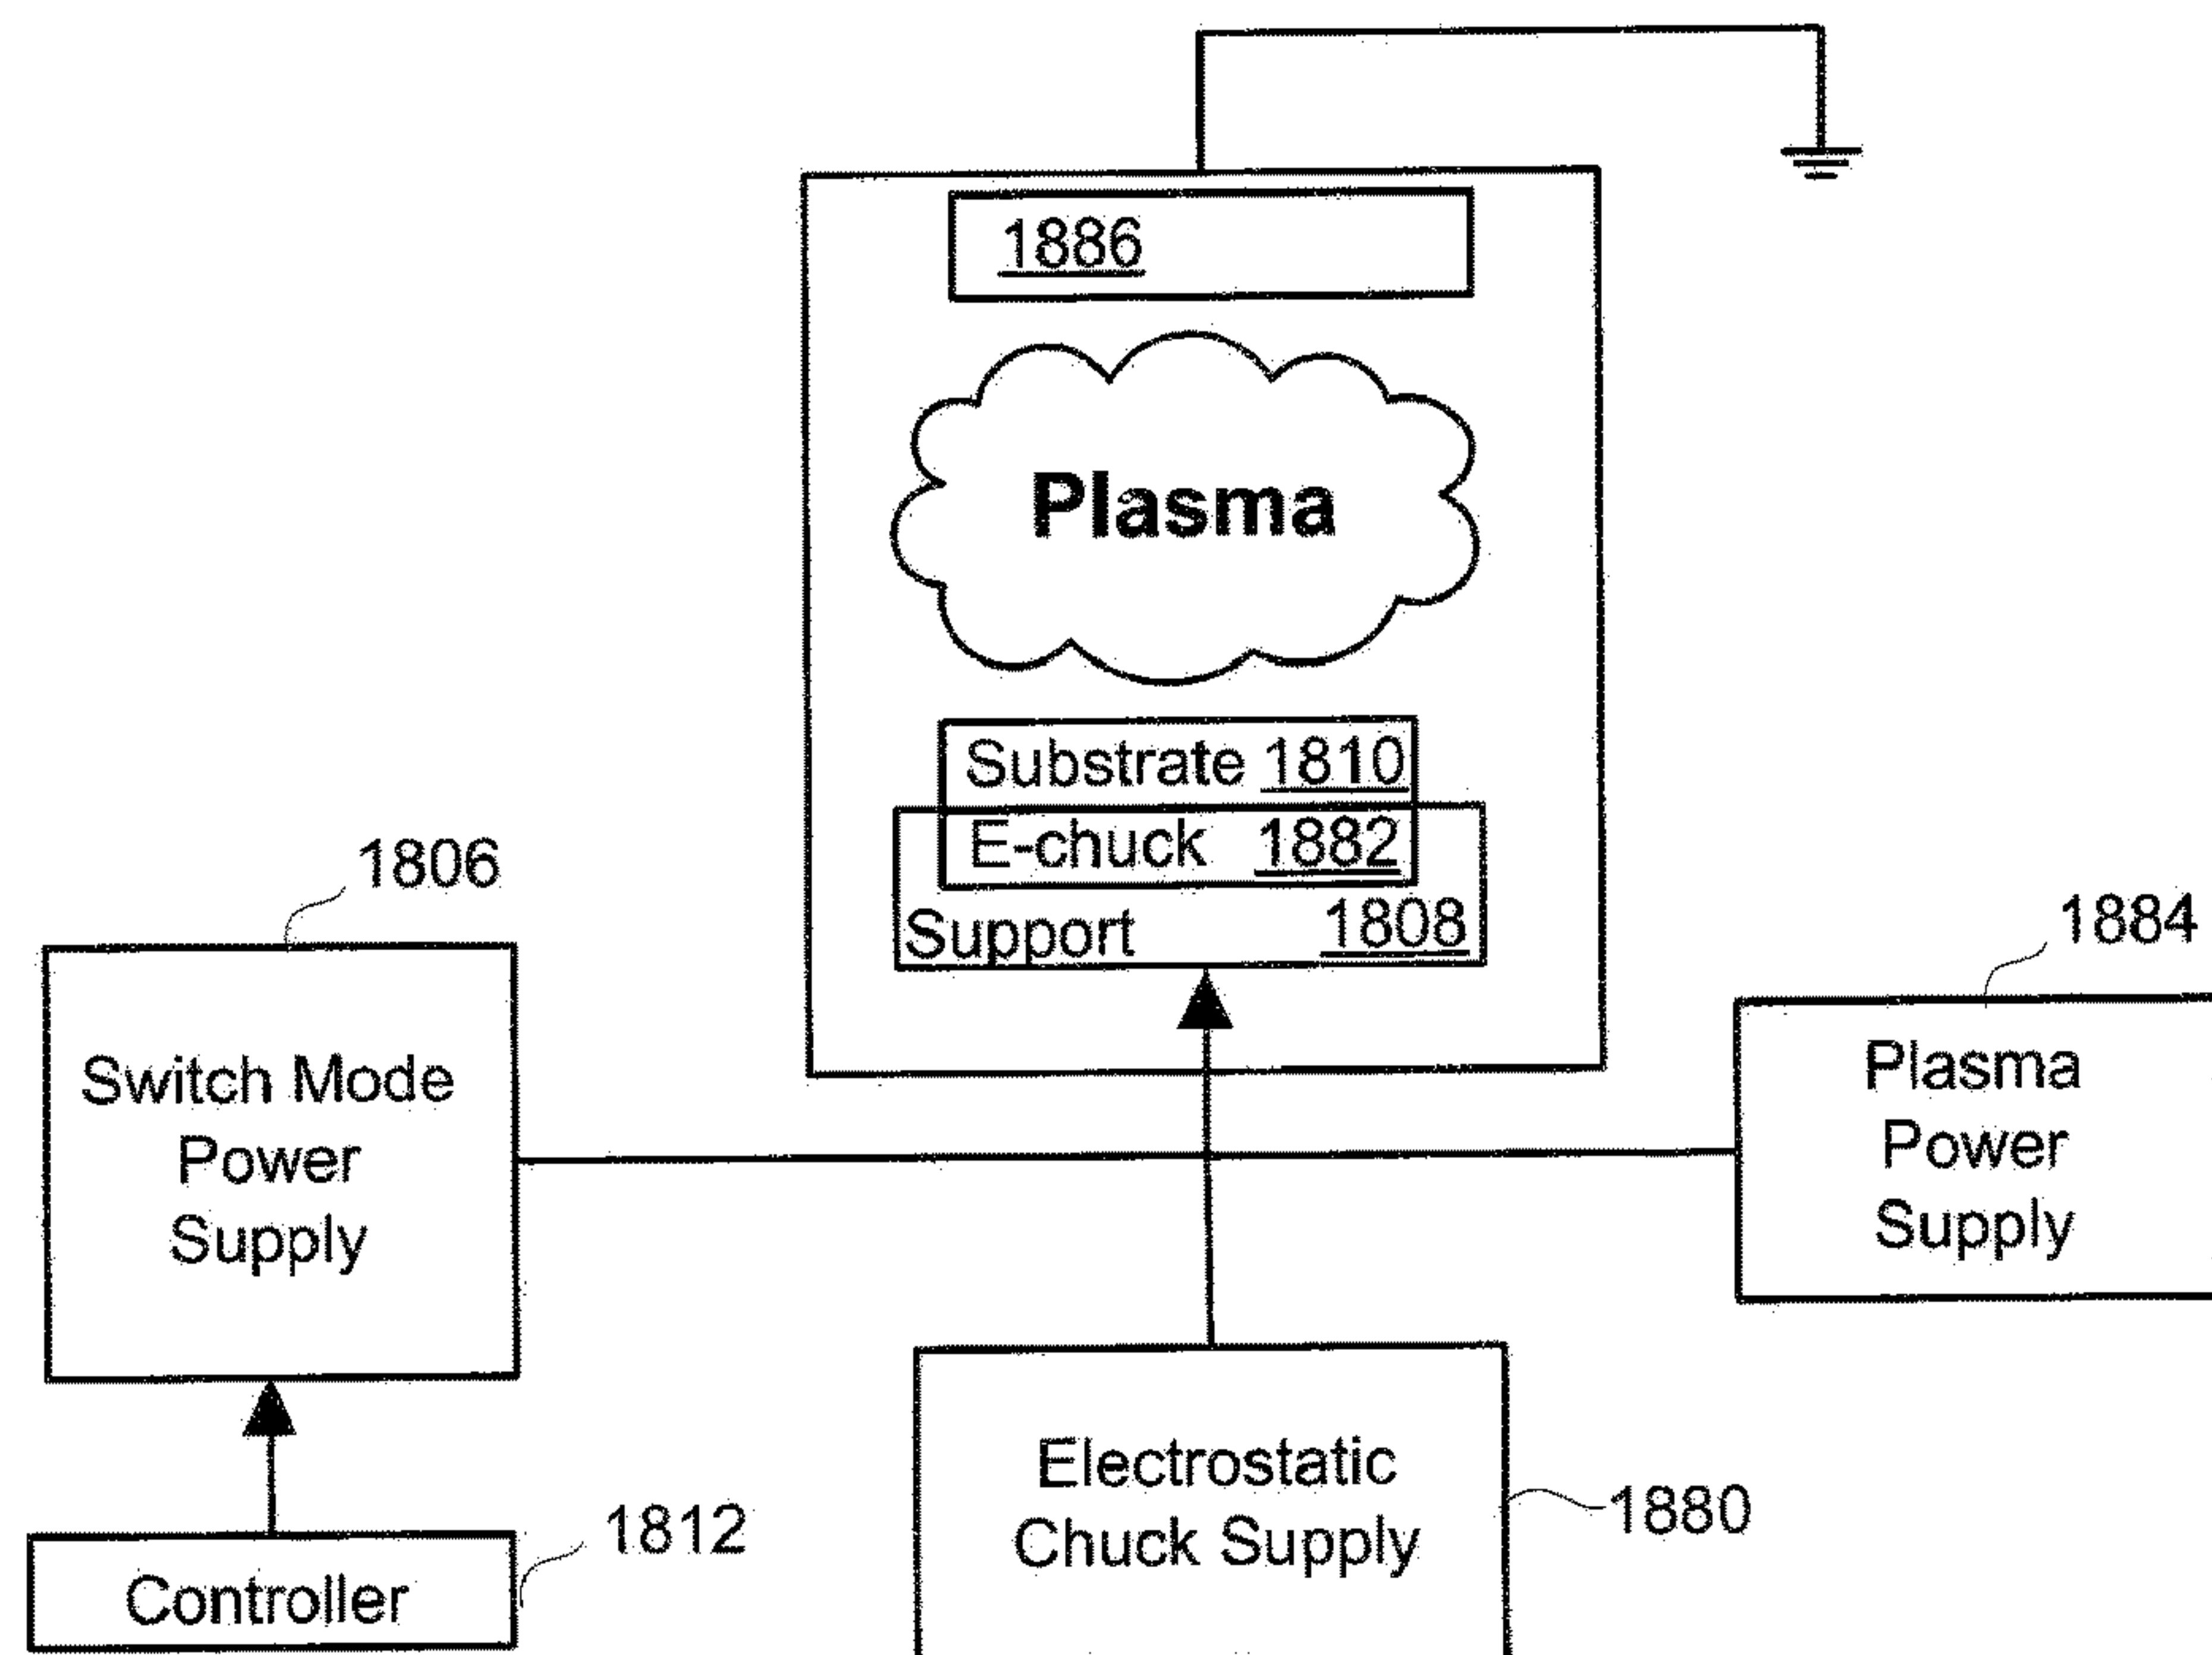 1886
Plasma
Substrate 1810
E-chuck 1882
Support 1808
1806
Switch Mode
Power
Supply
1884
Plasma
Power
Supply
Electrostatic
Chuck Supply
1880
1812
Controller